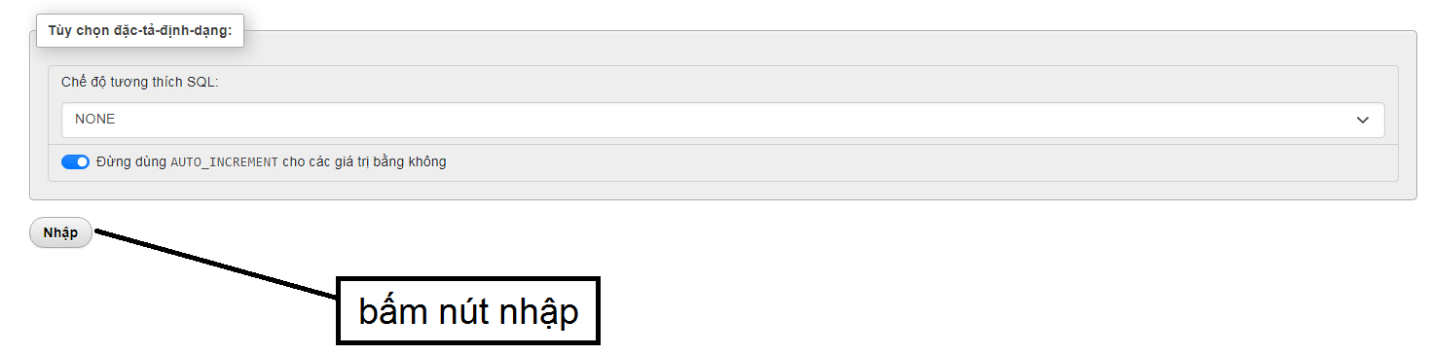 Tùy chọn đặc-tả-định-dạng:
Chế độ tương thích SQL:
NONE
Đừng dùng AUTO_INCREMENT cho các giá trị bằng không
Nhập
bấm nút nhập